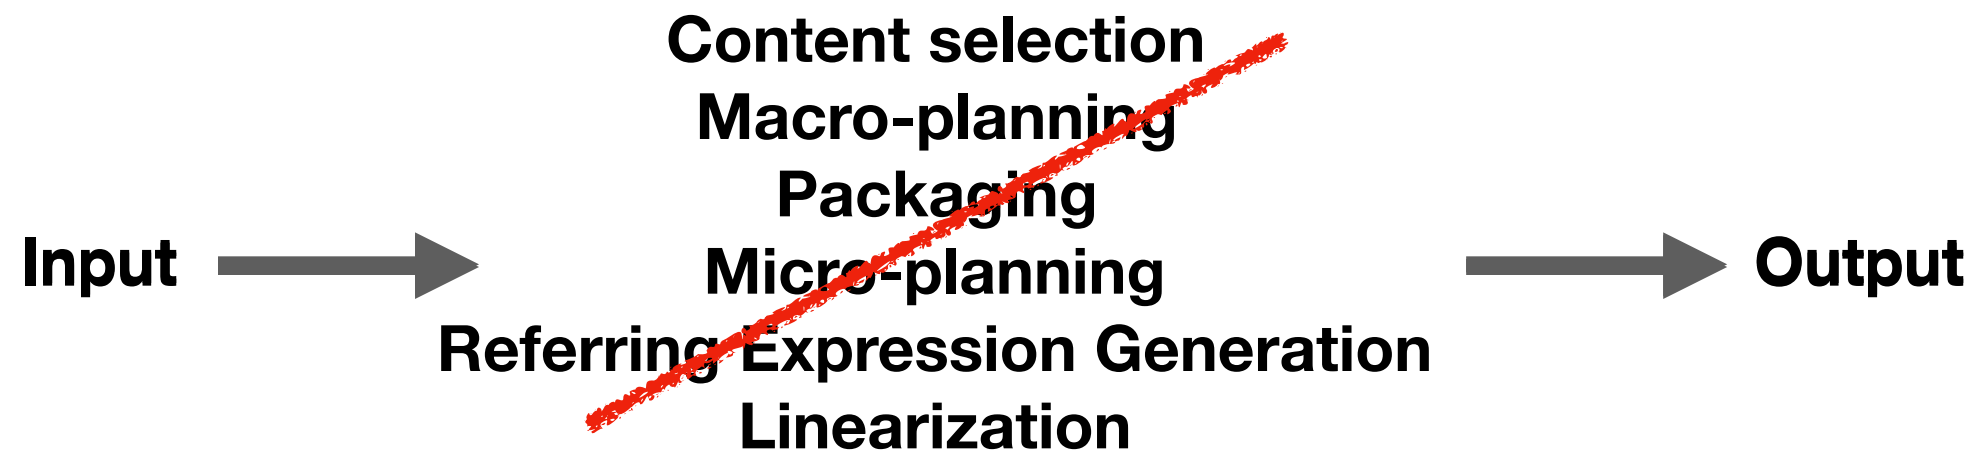 Content selection
Macro-planning
Packaging
Input
Micro-planning
Output
Referring Expression Generation
Linearization